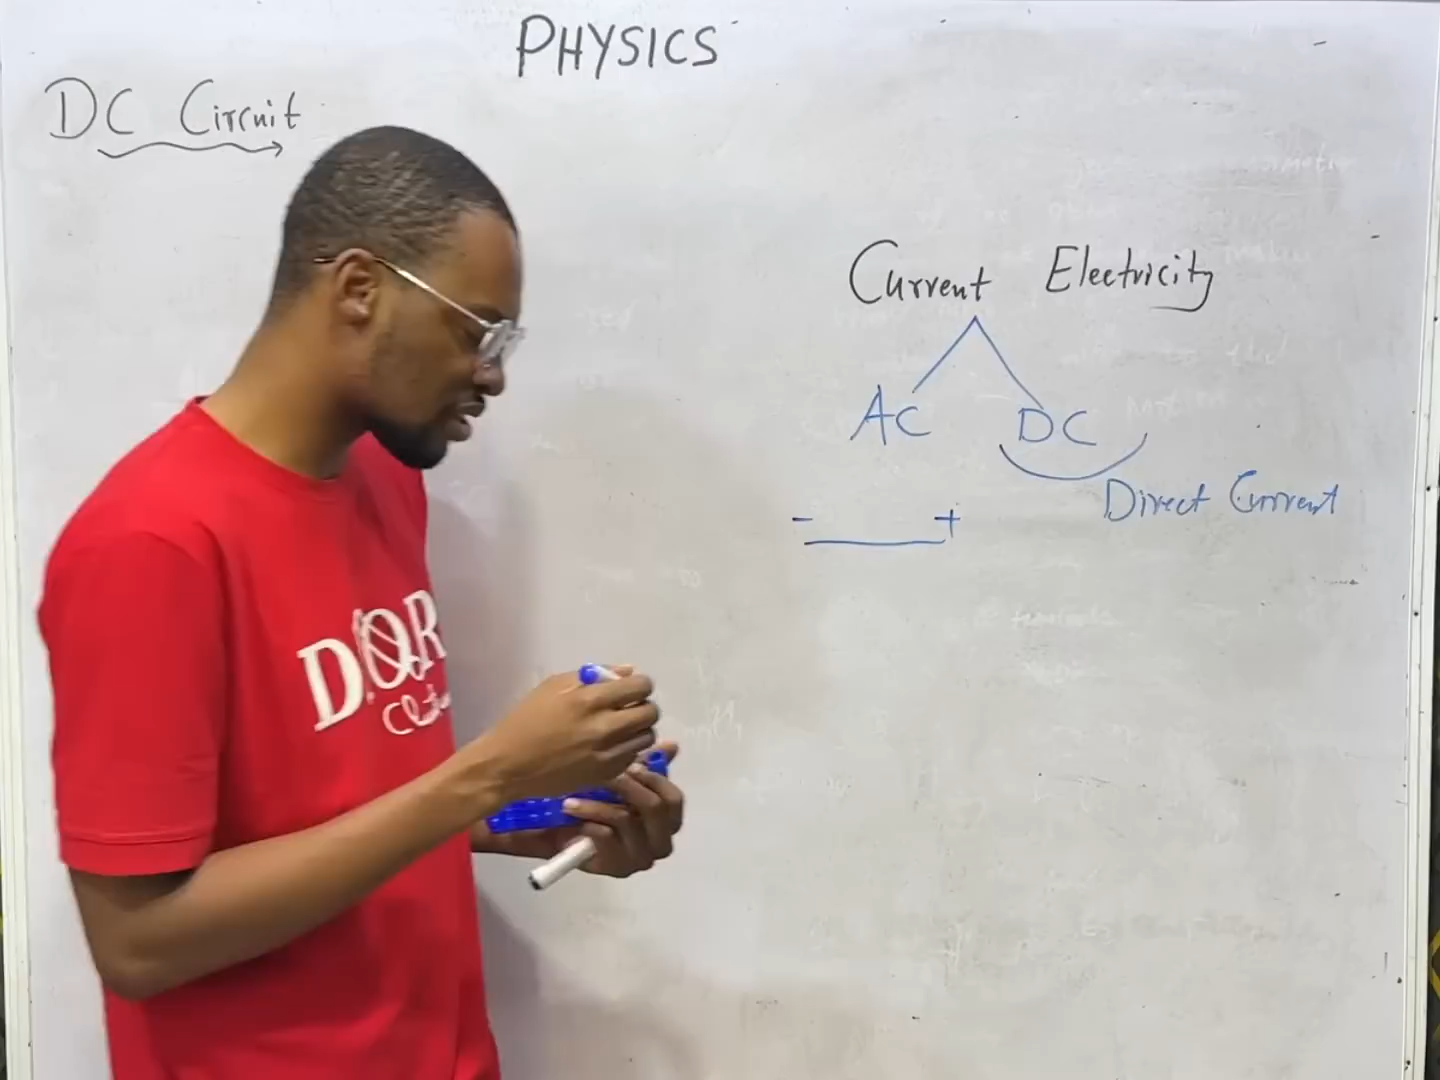 PHYSICS
DC Circuit
Current Electricity
AC DC
Direct Current
- +